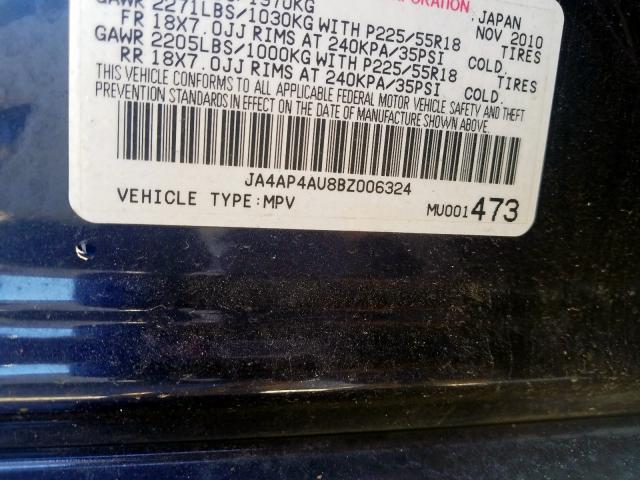 CORPORATION
JAPAN
NOV 2010
GAWR 2271LBS/1030KG WITH P225/55R18 TIRES
FR 18X7.0JJ RIMS AT 240KPA/35PSI COLD.
GAWR 2205LBS/1000KG WITH P225/55R18 TIRES
RR 18X7.0JJ RIMS AT 240KPA/35PSI COLD.
THIS VEHICLE CONFORMS TO ALL APPLICABLE FEDERAL MOTOR VEHICLE SAFETY AND THEFT
PREVENTION STANDARDS IN EFFECT ON THE DATE OF MANUFACTURE SHOWN ABOVE.
JA4AP4AU8BZ006324
VEHICLE TYPE:MPV
MU001473